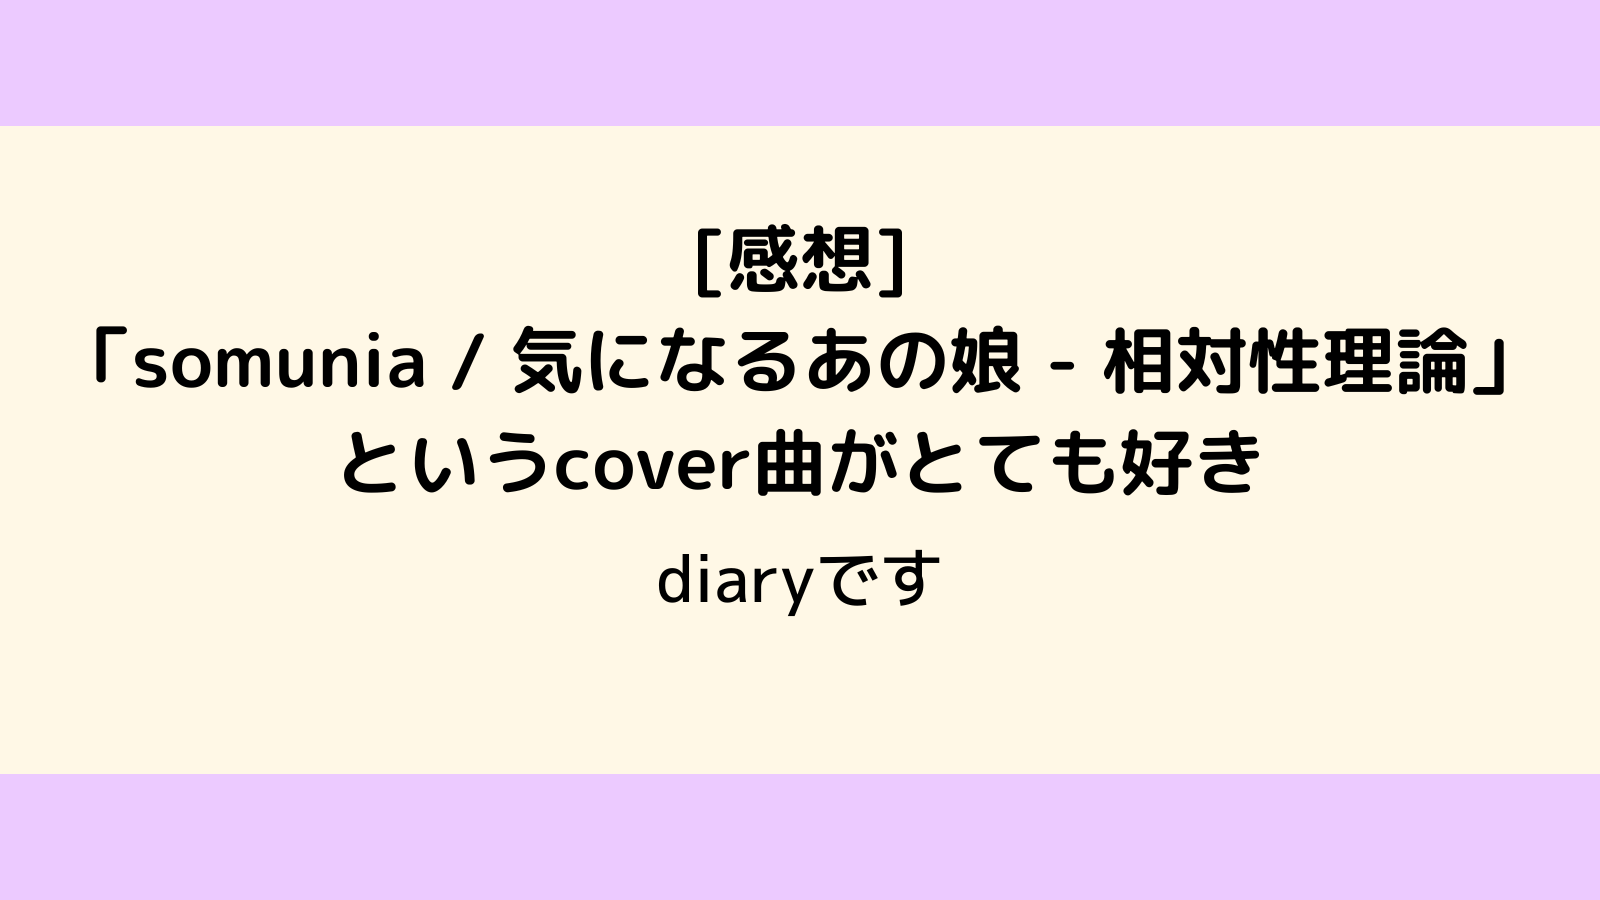 [感想]
「somunia / 気になるあの娘 - 相対性理論」
というcover曲がとても好き
diaryです